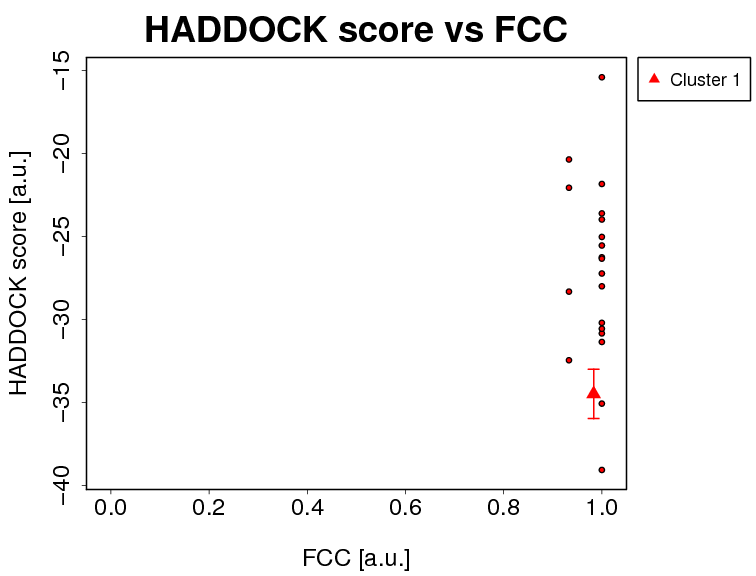 HADDOCK score vs FCC
Cluster 1
HADDOCK score [a.u.]
−15
−20
−25
−30
−35
−40
0.0 0.2 0.4 0.6 0.8 1.0
FCC [a.u.]